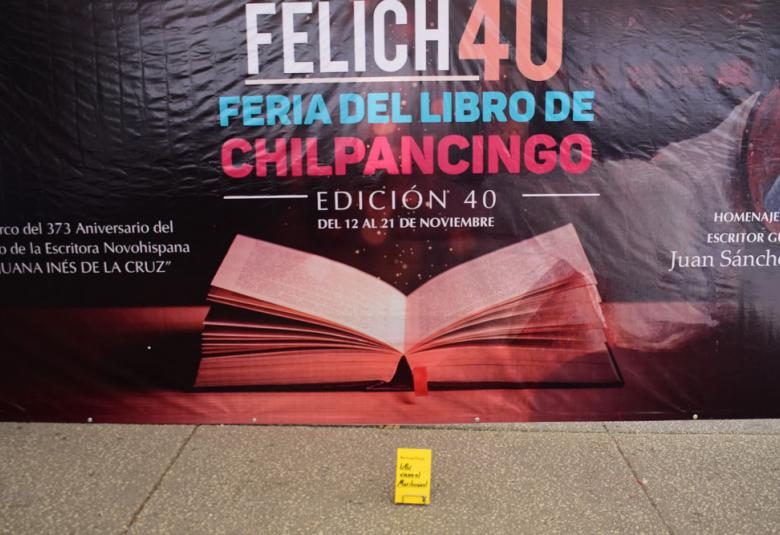 FELICH40
FERIA DEL LIBRO DE
CHILPANCINGO
EDICIÓN 40
DEL 12 AL 21 DE NOVIEMBRE
rco del 373 Aniversario del
o de la Escritora Novohispana
UANA INÉS DE LA CRUZ"
HOMENAJE
ESCRITOR GU
Juan Sánche